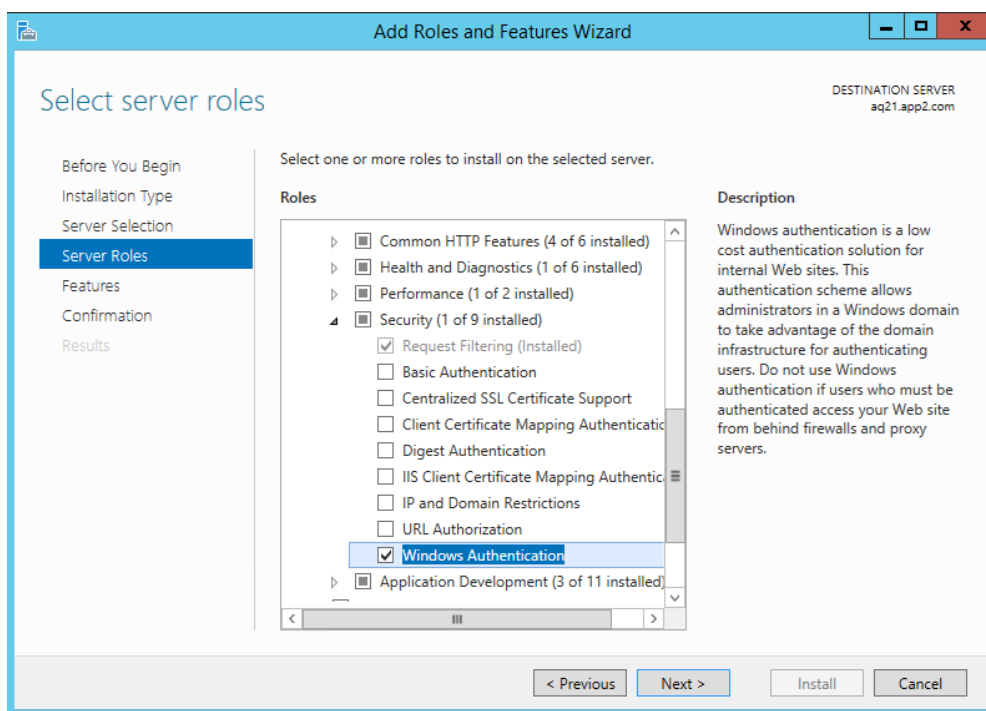 Add Roles and Features Wizard
Select server roles
DESTINATION SERVER
aq21.app2.com
Before You Begin
Installation Type
Server Selection
Server Roles
Features
Confirmation
Results
Select one or more roles to install on the selected server.
Roles
Common HTTP Features (4 of 6 installed)
Health and Diagnostics (1 of 6 installed)
Performance (1 of 2 installed)
Security (1 of 9 installed)
Request Filtering (Installed)
Basic Authentication
Centralized SSL Certificate Support
Client Certificate Mapping Authenticatic
Digest Authentication
IIS Client Certificate Mapping Authentic
IP and Domain Restrictions
URL Authorization
Windows Authentication
Application Development (3 of 11 installed)
Description
Windows authentication is a low
cost authentication solution for
internal Web sites. This
authentication scheme allows
administrators in a Windows domain
to take advantage of the domain
infrastructure for authenticating
users. Do not use Windows
authentication if users who must be
authenticated access your Web site
from behind firewalls and proxy
servers.
< Previous
Next >
Install
Cancel